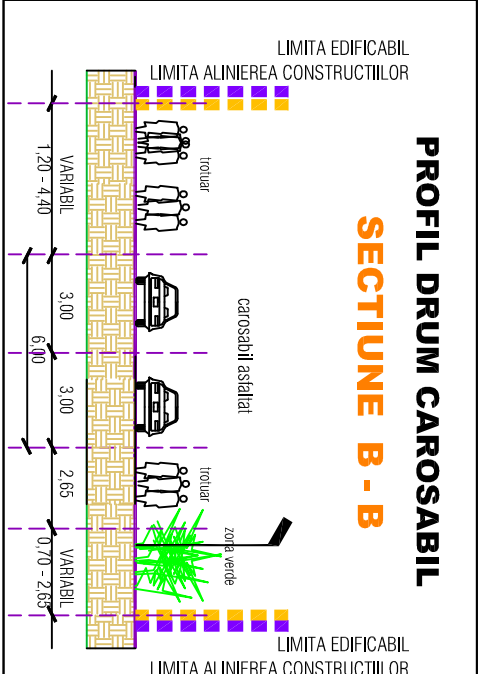 PROFIL DRUM CAROSABIL
SECTIUNE B - B
LIMITA EDIFICABIL
LIMITA ALINIEREA CONSTRUCTIILOR
trotuar
carosabil asfaltat
trotuar
zona verde
VARIABIL
1,20 - 4,40
3,00
3,00
6,00
2,65
VARIABIL
0,70 - 2,65
LIMITA EDIFICABIL
LIMITA ALINIEREA CONSTRUCTIILOR